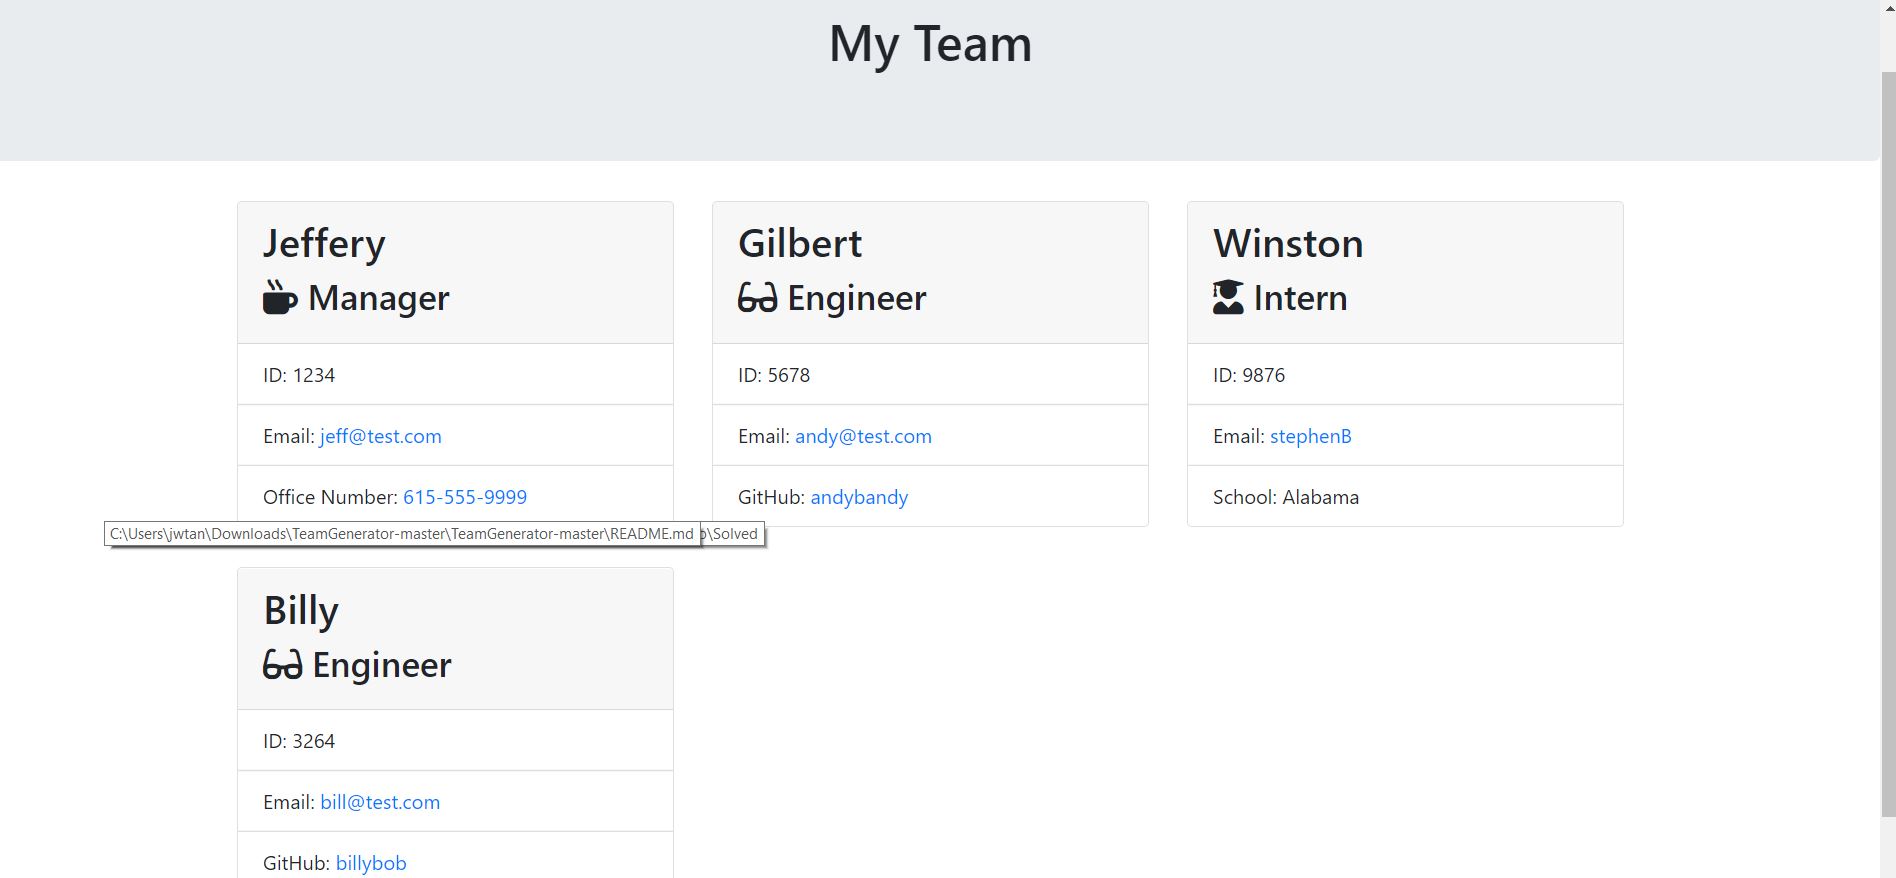 My Team
Jeffery
Manager
ID: 1234
Email: jeff@test.com
Office Number: 615-555-9999
Gilbert
Engineer
ID: 5678
Email: andy@test.com
GitHub: andybandy
Winston
Intern
ID: 9876
Email: stephenB
School: Alabama
C:\Users\jwtan\Downloads\TeamGenerator-master\TeamGenerator-master\README.md
\Solved
Billy
Engineer
ID: 3264
Email: bill@test.com
GitHub: billybob